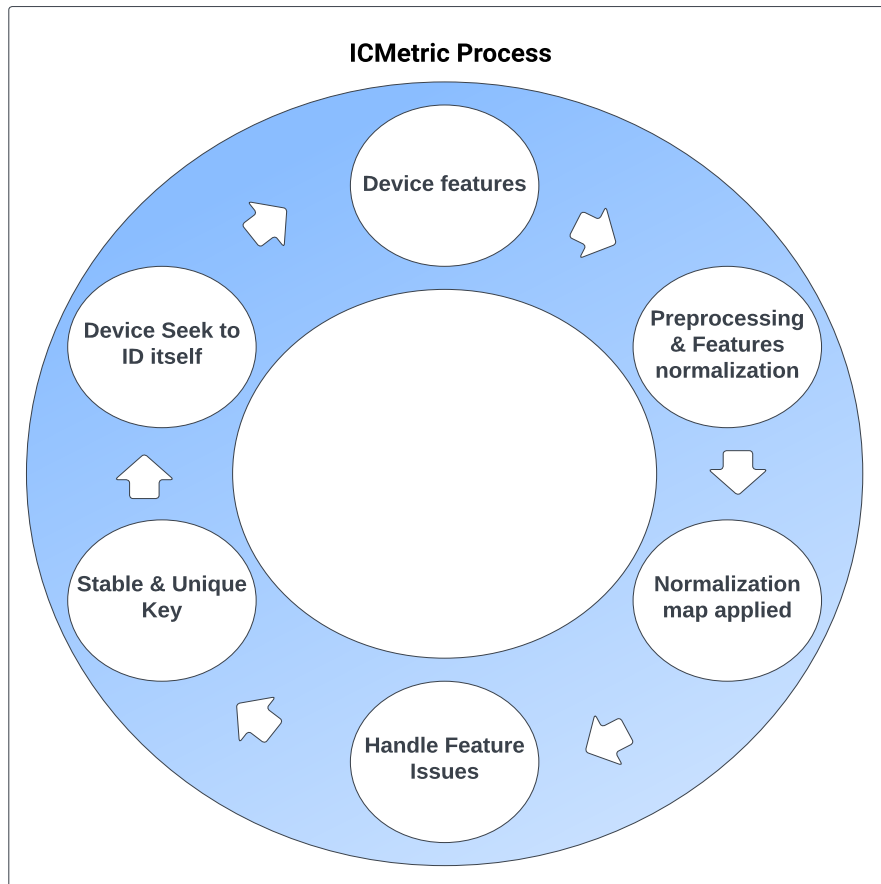 ICMetric Process
Device features
Preprocessing
& Features
normalization
Normalization
map applied
Handle Feature
Issues
Stable & Unique
Key
Device Seek to
ID itself